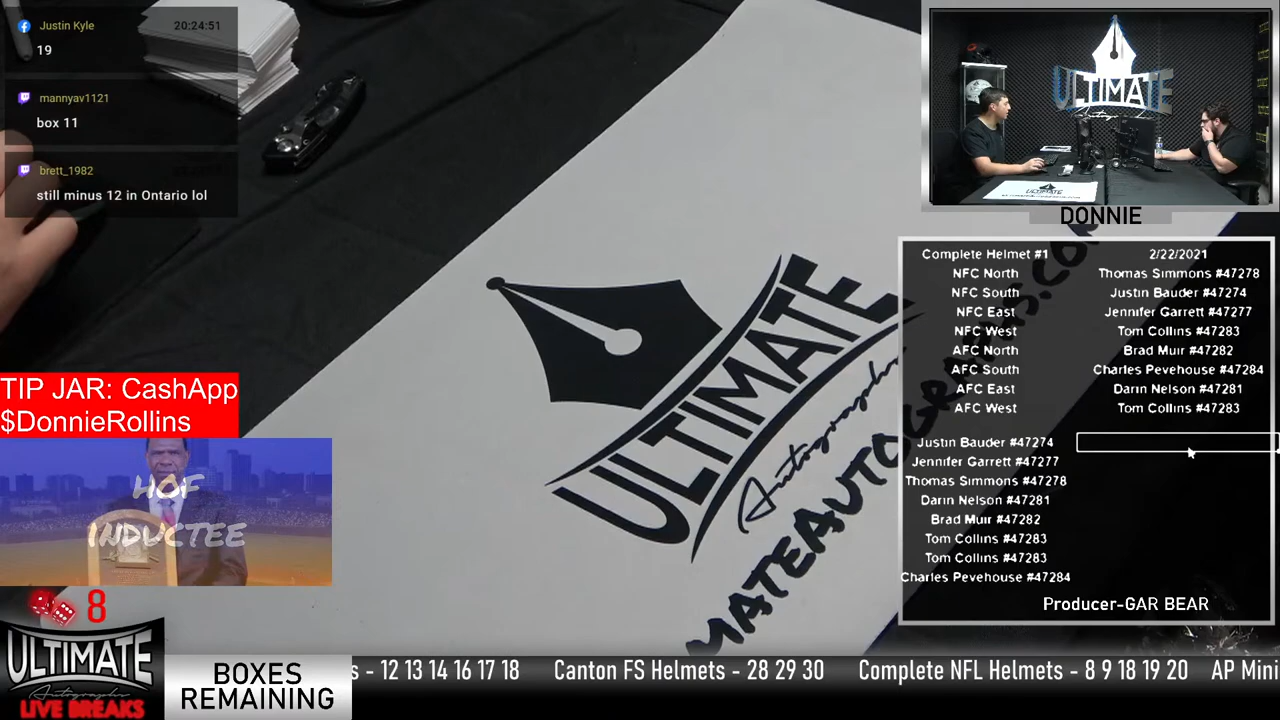 Justin Kyle 20:24:51
19
mannyav1121
box 11
brett_1982
still minus 12 in Ontario lol
TIP JAR: CashApp
$DonnieRollins
HOF
INDUCTEE
8
ULTIMATE
Autographs
LIVE BREAKS
BOXES
REMAINING
s - 12 13 14 16 17 18 Canton FS Helmets - 28 29 30 Complete NFL Helmets - 8 9 18 19 20 AP Mini
ULTIMATE
Autographs
MATEAUTOGRAPHS.COM
ULTIMATE
Autographs
ULTIMATE
DONNIE
Complete Helmet #1 2/22/2021
NFC North Thomas Simmons #47278
NFC South Justin Bauder #47274
NFC East Jennifer Garrett #47277
NFC West Tom Collins #47283
AFC North Brad Muir #47282
AFC South Charles Pevehouse #47284
AFC East Darin Nelson #47281
AFC West Tom Collins #47283
Justin Bauder #47274
Jennifer Garrett #47277
Thomas Simmons #47278
Darin Nelson #47281
Brad Muir #47282
Tom Collins #47283
Tom Collins #47283
Charles Pevehouse #47284
Producer-GAR BEAR